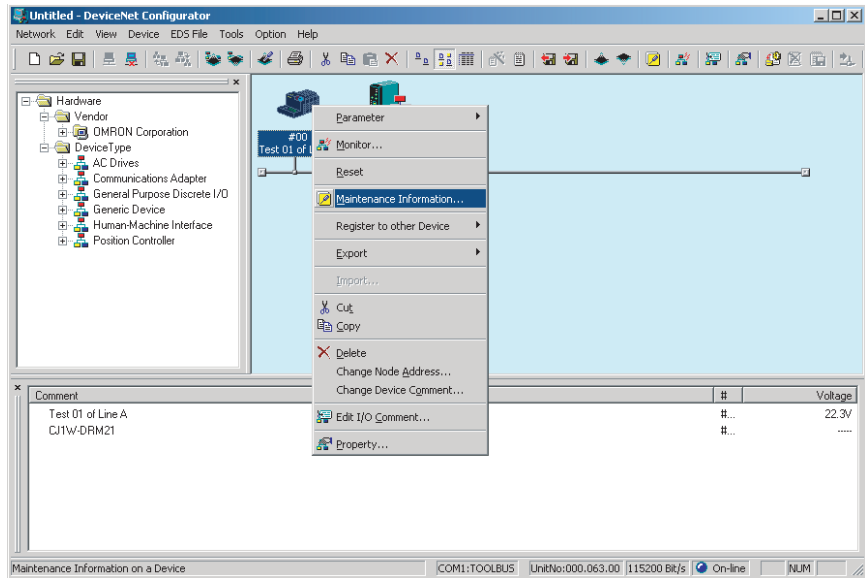 Untitled - DeviceNet Configurator
Network Edit View Device EDS File Tools Option Help
Hardware
Vendor
OMRON Corporation
DeviceType
AC Drives
Communications Adapter
General Purpose Discrete I/O
Generic Device
Human-Machine Interface
Position Controller
#00
Test 01 of L
Parameter
Monitor...
Reset
Maintenance Information...
Register to other Device
Export
Import...
Cut
Copy
Delete
Change Node Address...
Change Device Comment...
Edit I/O Comment...
Property...
Comment # Voltage
Test 01 of Line A #... 22.3V
CJ1W-DRM21 #... -----
Maintenance Information on a Device COM1:TOOLBUS UnitNo:000.063.00 115200 Bit/s On-line NUM